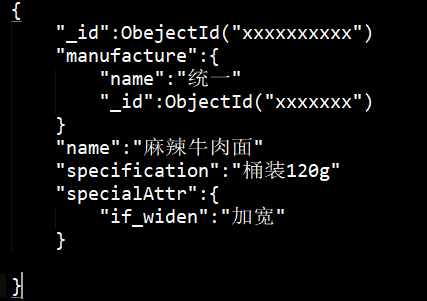 {
"_id":ObejectId("xxxxxxxxxx")
"manufacture":{
"name":"统一"
"_id":ObjectId("xxxxxxx")
}
"name":"麻辣牛肉面"
"specification":"桶装120g"
"specialAttr":{
"if_widen":"加宽"
}
}